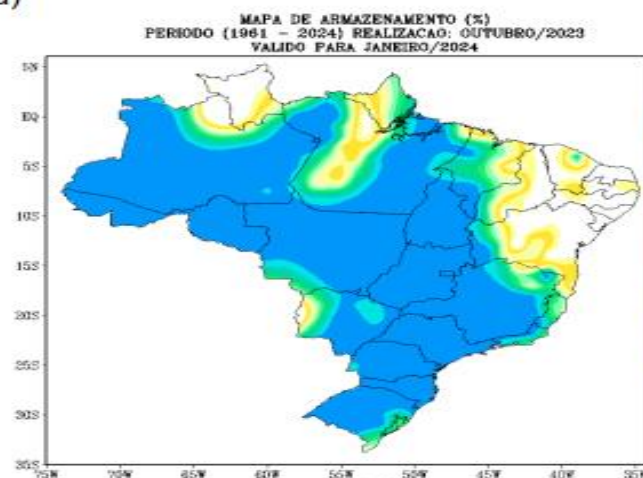 MAPA DE ARMAZENAMENTO (%)
PERIODO (1961 - 2024) REALIZACAO: OUTUBRO/2023
VALIDO PARA JANEIRO/2024
5N
EQ
5S
10S
15S
20S
25S
30S
35S
75W 70W 65W 60W 55W 50W 45W 40W 35W